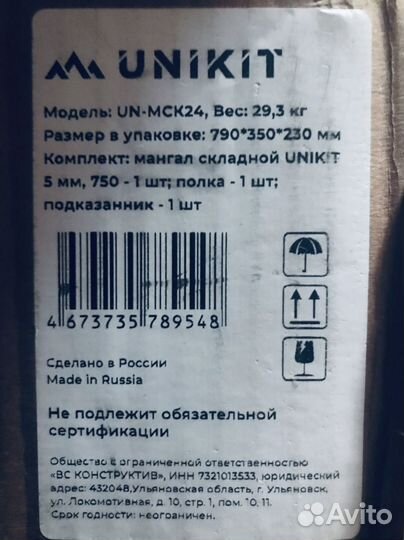 UNIKIT
Модель: UN-МСК24, Вес: 29,3 кг
Размер в упаковке: 790*350*230 мм
Комплект: мангал складной UNIKIT
5 мм, 750 - 1 шт; полка - 1 шт;
подказанник - 1 шт
4 673735 789548
Сделано в России
Made in Russia
Не подлежит обязательной
сертификации
Общество с ограниченной ответственностью
«ВС КОНСТРУКТИВ», ИНН 7321013533, юридический
адрес: 432048,Ульяновская область, г. Ульяновск,
ул. Локомотивная, д. 10, стр. 1, пом. 10. 11.
Срок годности: неограничен.
Avito